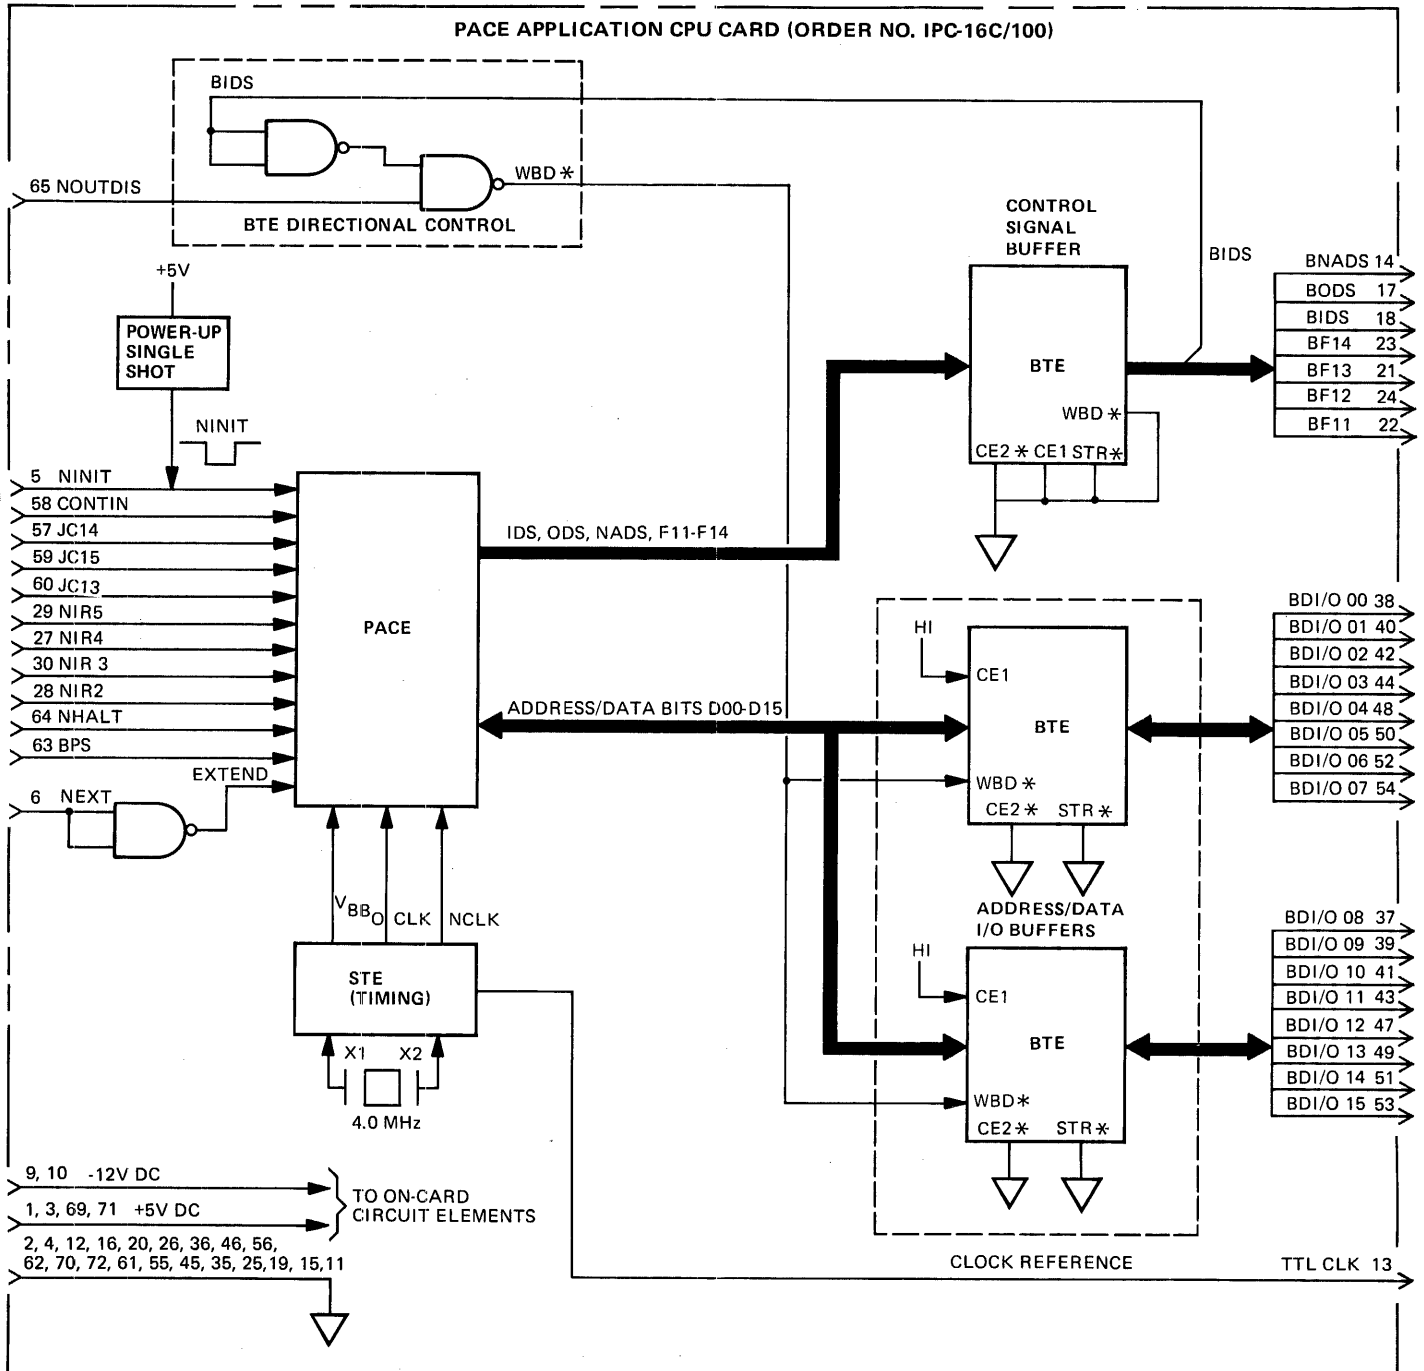 PACE APPLICATION CPU CARD (ORDER NO. IPC-16C/100)
BIDS
WBD *
65 NOUTDIS
BTE DIRECTIONAL CONTROL
CONTROL
SIGNAL
BUFFER
BIDS
BTE
WBD *
CE2 * CE1 STR *
BNADS 14
BODS 17
BIDS 18
BF14 23
BF13 21
BF12 24
BF11 22
+5V
POWER-UP
SINGLE
SHOT
NINIT
5 NINIT
58 CONTIN
57 JC14
59 JC15
60 JC13
29 NIR5
27 NIR4
30 NIR 3
28 NIR2
64 NHALT
63 BPS
EXTEND
6 NEXT
PACE
IDS, ODS, NADS, F11-F14
ADDRESS/DATA BITS D00-D15
HI
CE1
BTE
WBD *
CE2 * STR *
BDI/O 00 38
BDI/O 01 40
BDI/O 02 42
BDI/O 03 44
BDI/O 04 48
BDI/O 05 50
BDI/O 06 52
BDI/O 07 54
ADDRESS/DATA
I/O BUFFERS
HI
CE1
BTE
WBD*
CE2 * STR *
BDI/O 08 37
BDI/O 09 39
BDI/O 10 41
BDI/O 11 43
BDI/O 12 47
BDI/O 13 49
BDI/O 14 51
BDI/O 15 53
VBBO CLK NCLK
STE
(TIMING)
X1 X2
4.0 MHz
9, 10 -12V DC
1, 3, 69, 71 +5V DC
TO ON-CARD
CIRCUIT ELEMENTS
2, 4, 12, 16, 20, 26, 36, 46, 56,
62, 70, 72, 61, 55, 45, 35, 25,19, 15,11
CLOCK REFERENCE
TTL CLK 13